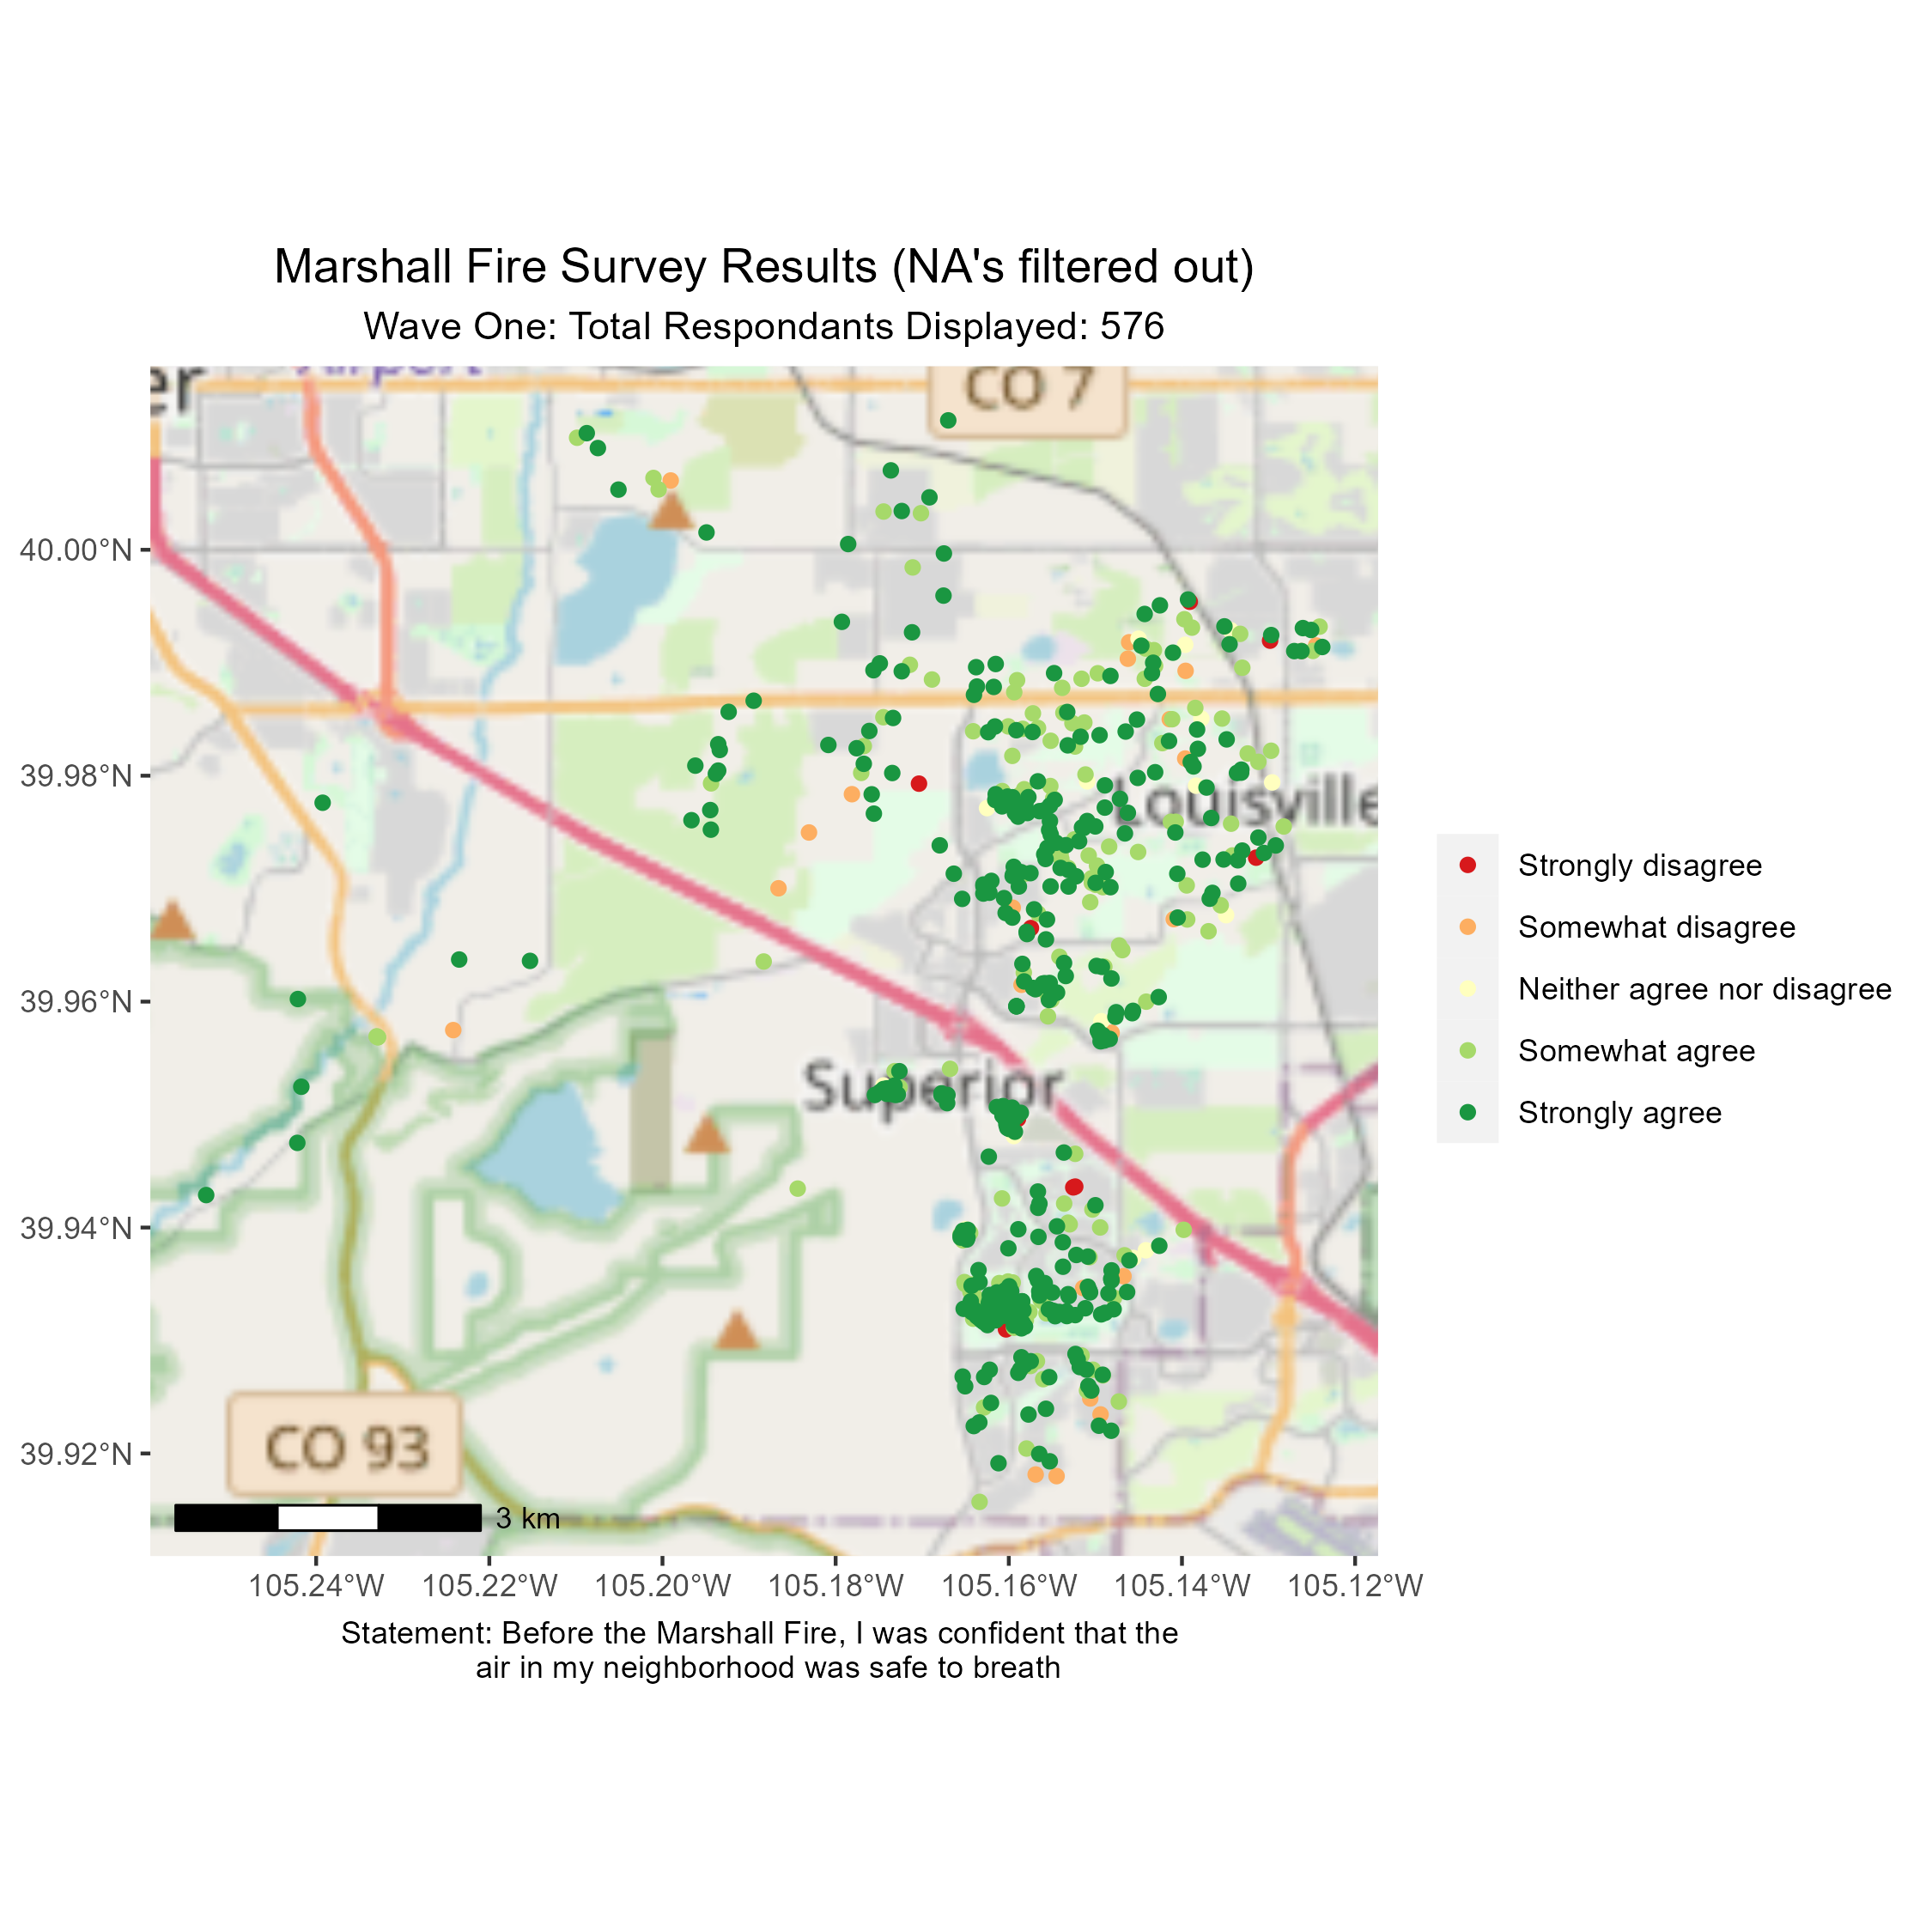 Marshall Fire Survey Results (NA's filtered out)
Wave One: Total Respondants Displayed: 576
er
Airport
CO 7
40.00°N
39.98°N
Louisville
39.96°N
Superior
39.94°N
39.92°N
CO 93
3 km
105.24°W 105.22°W 105.20°W 105.18°W 105.16°W 105.14°W 105.12°W
Statement: Before the Marshall Fire, I was confident that the
air in my neighborhood was safe to breath
Strongly disagree
Somewhat disagree
Neither agree nor disagree
Somewhat agree
Strongly agree